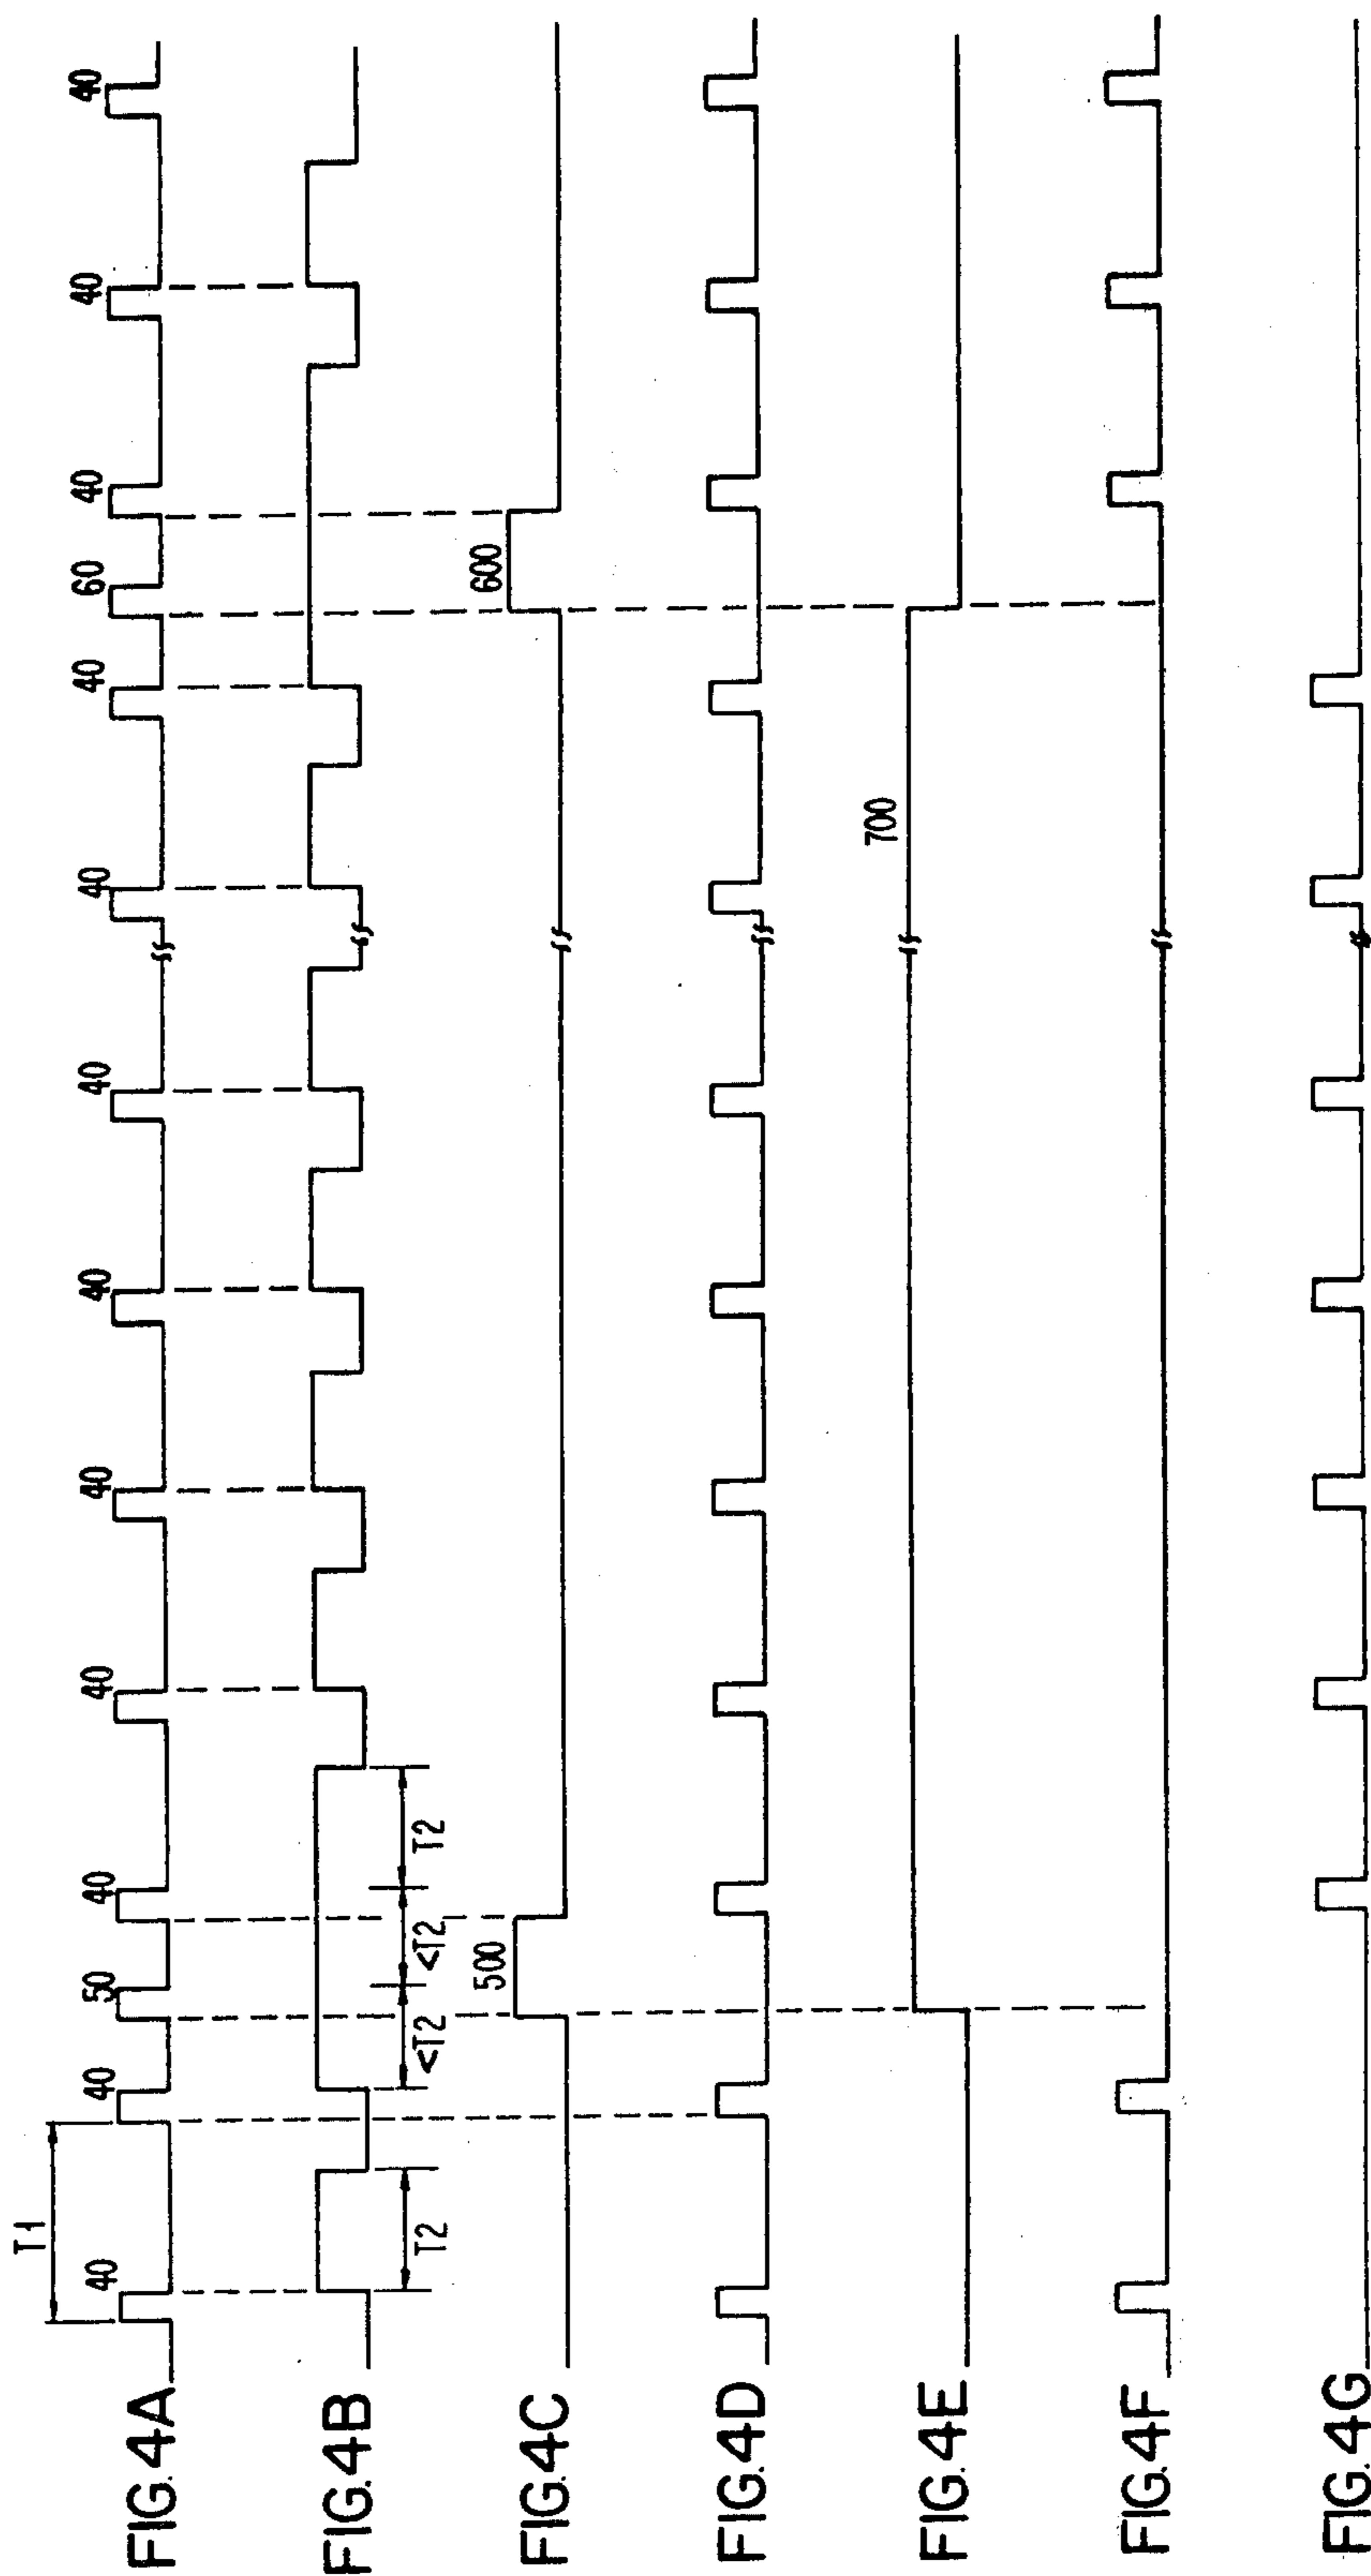 T1
FIG.4A 40 40 50 40 40 40 40 40 40 40 60 40 40 40
FIG.4B T2 <T2 <T2 T2
FIG.4C 500 600
FIG.4D
FIG.4E 700
FIG.4F
FIG.4G